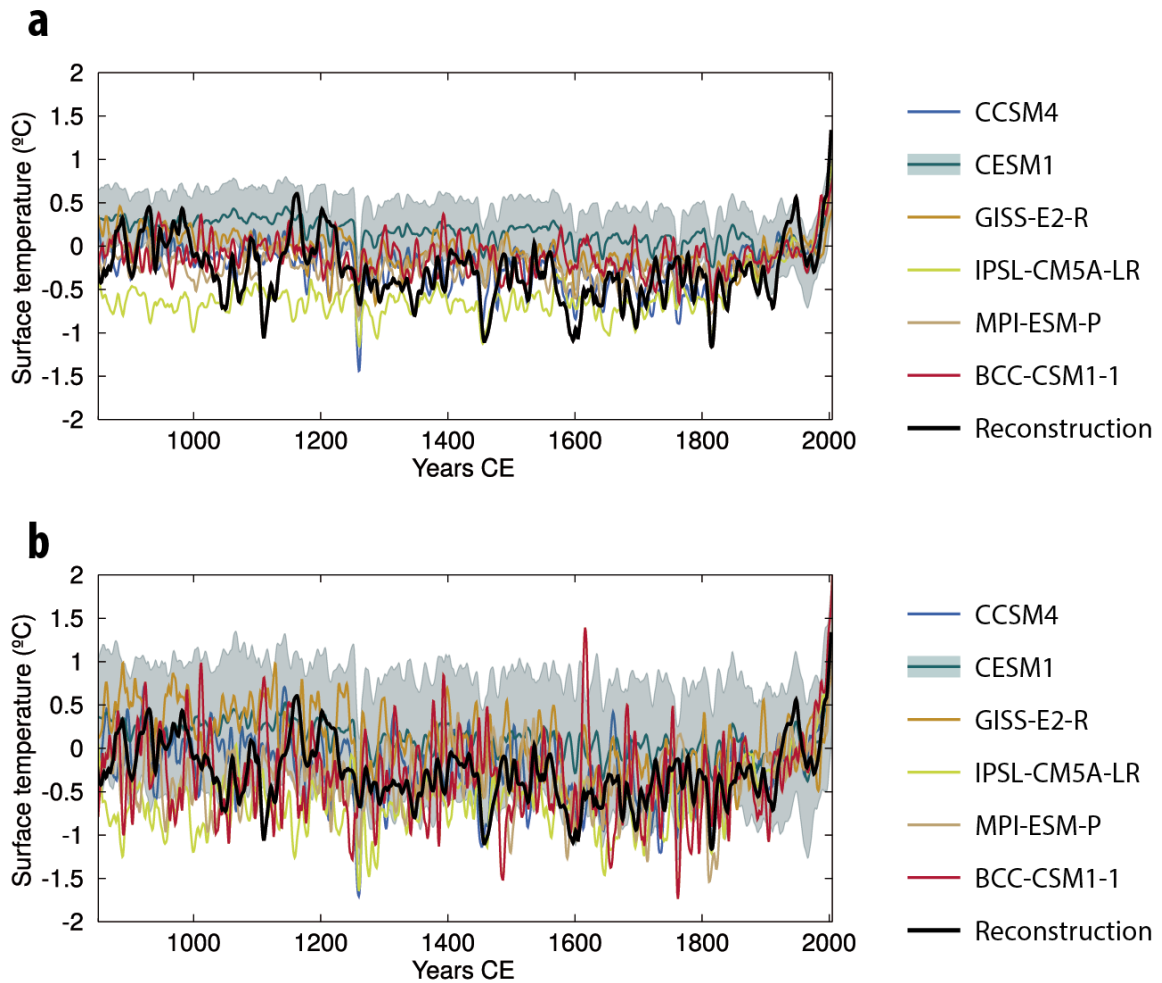 a
2
1.5
1
0.5
0
-0.5
-1
-1.5
-2
Surface temperature (ºC)
1000 1200 1400 1600 1800 2000
Years CE
CCSM4
CESM1
GISS-E2-R
IPSL-CM5A-LR
MPI-ESM-P
BCC-CSM1-1
Reconstruction
b
2
1.5
1
0.5
0
-0.5
-1
-1.5
-2
Surface temperature (ºC)
1000 1200 1400 1600 1800 2000
Years CE
CCSM4
CESM1
GISS-E2-R
IPSL-CM5A-LR
MPI-ESM-P
BCC-CSM1-1
Reconstruction